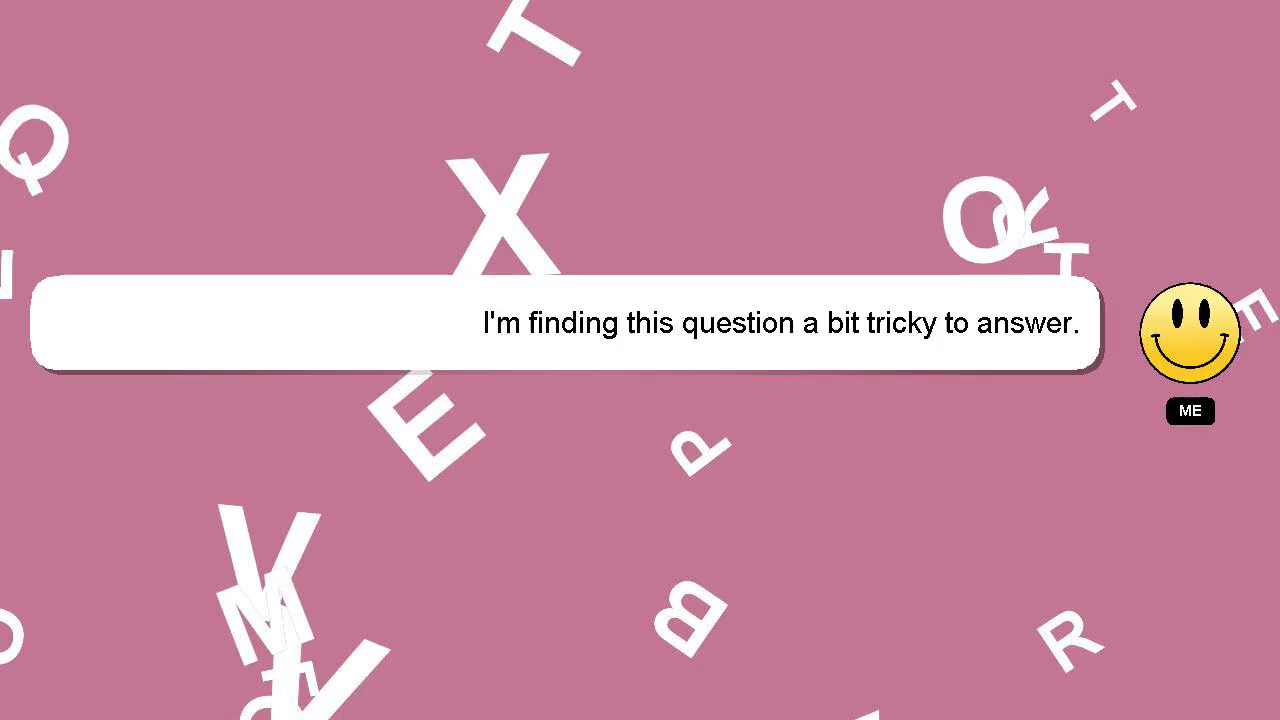 T
T
Q
X
O
R
T
I'm finding this question a bit tricky to answer.
E
ME
E
P
V
M
B
R